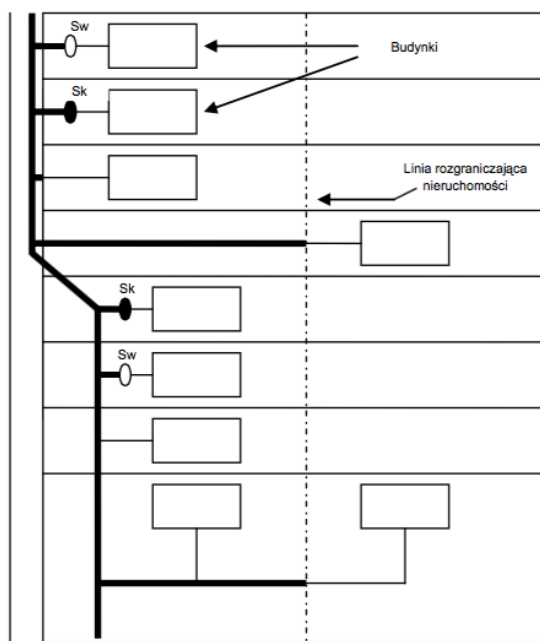 Sw
Budynki
Sk
Linia rozgraniczająca
nieruchomości
Sk
Sw